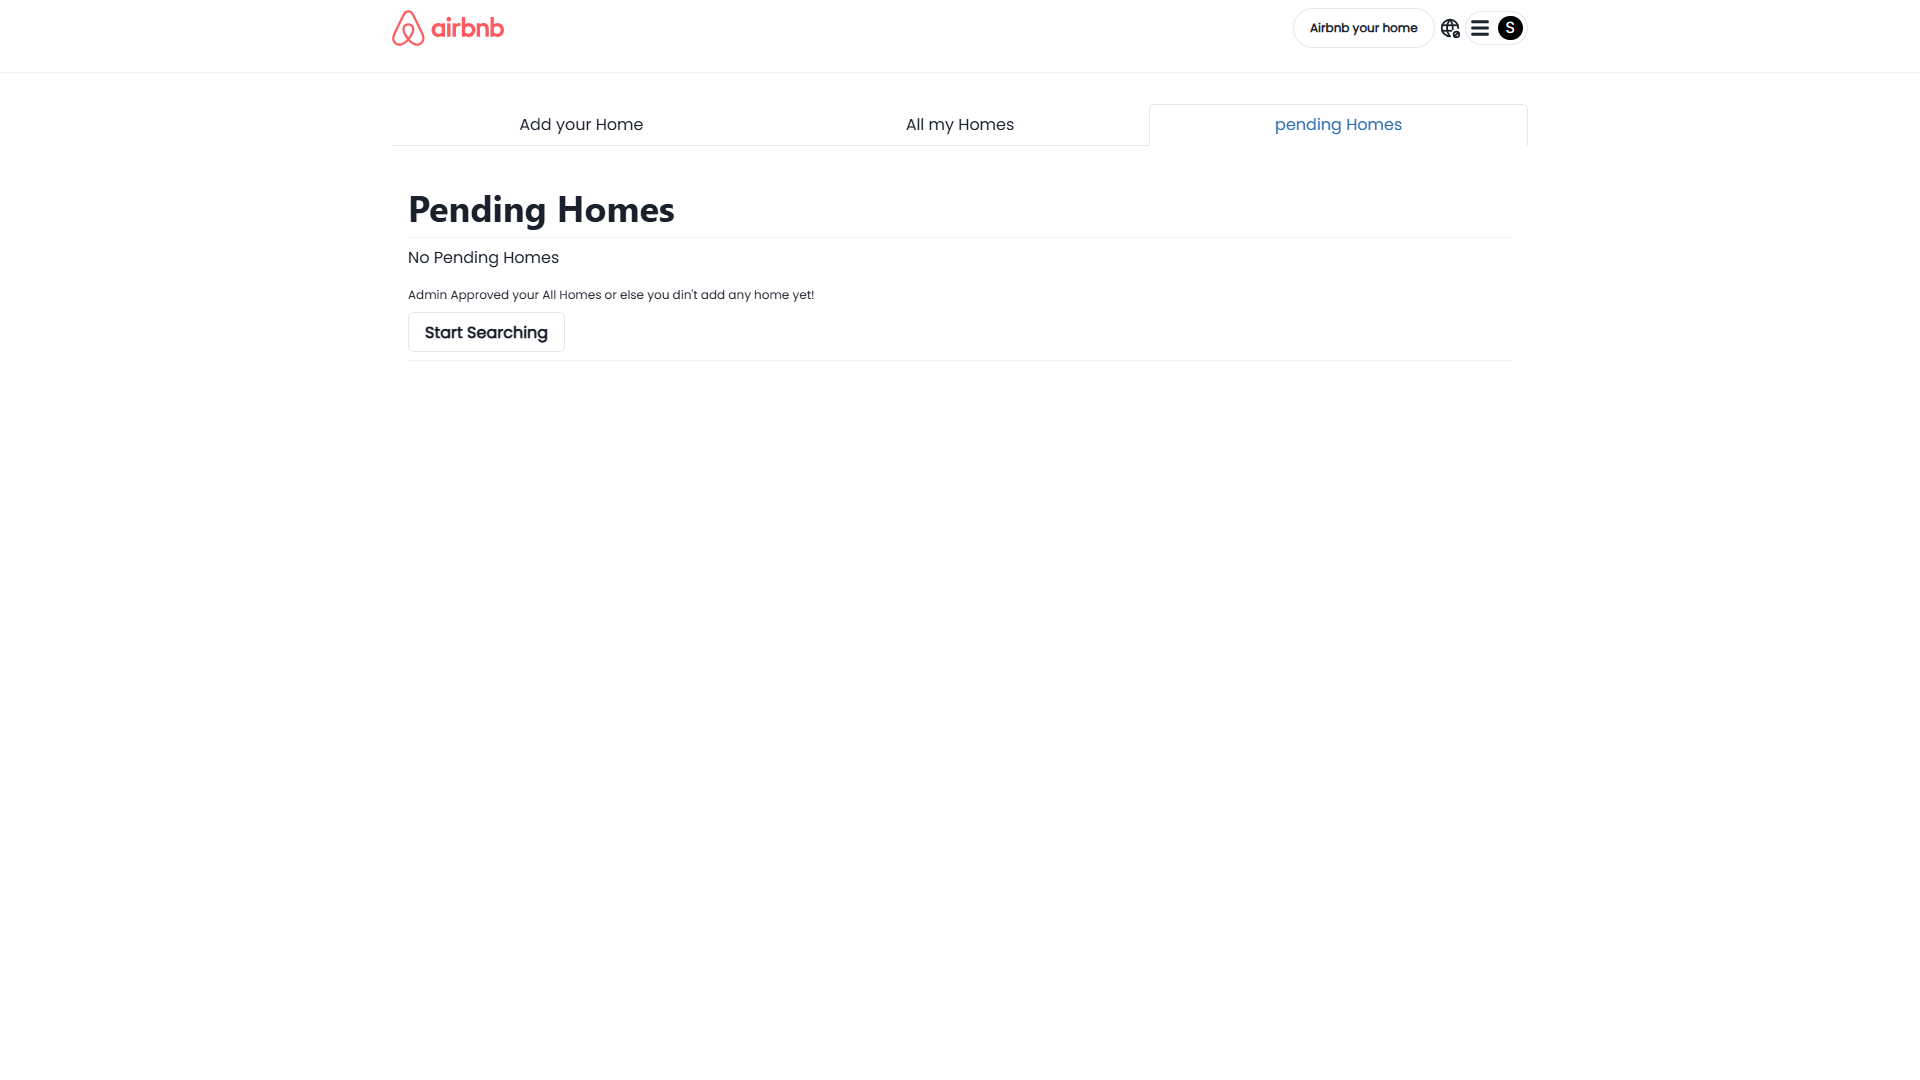 airbnb
Airbnb your home
S
Add your Home
All my Homes
pending Homes
Pending Homes
No Pending Homes
Admin Approved your All Homes or else you din't add any home yet!
Start Searching